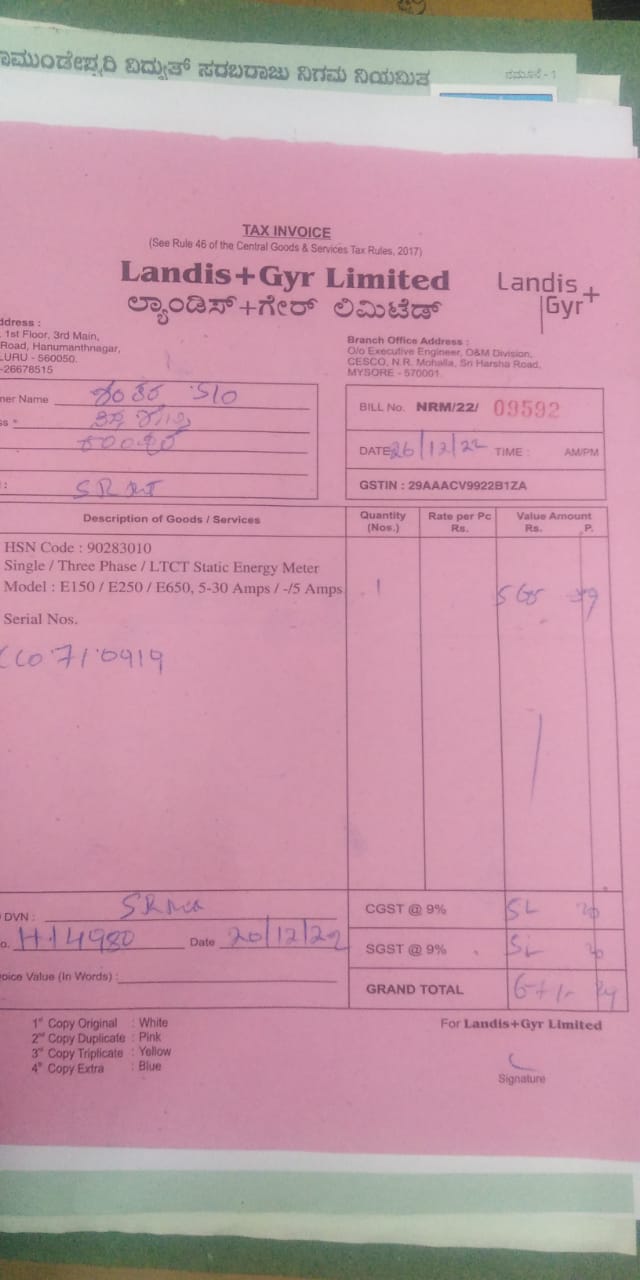 ಾಮುಂಡೇಶ್ವರಿ ವಿದ್ಯುತ್ ಸರಬರಾಜು ನಿಗಮ ನಿಯಮಿತ
ನಮೂನೆ - 1
TAX INVOICE
(See Rule 46 of the Central Goods & Services Tax Rules, 2017)
Landis+Gyr Limited
ಲ್ಯಾಂಡಿಸ್+ಗೇರ್ ಲಿಮಿಟೆಡ್
Landis+
Gyr
ddress :
1st Floor, 3rd Main,
Road, Hanumanthnagar,
LURU - 560050.
-26678515
Branch Office Address :
O/o Executive Engineer, O&M Division,
CESCO, N.R. Mohalla, Sri Harsha Road,
MYSORE - 570001.
ner Name S/O
BILL No. NRM/22/ 09592
DATE 26/12/22 TIME : AM/PM
GSTIN : 29AAACV9922B1ZA
Description of Goods / Services
Quantity (Nos.)
Rate per Pc Rs.
Value Amount Rs. P.
HSN Code : 90283010
Single / Three Phase / LTCT Static Energy Meter
Model : E150 / E250 / E650, 5-30 Amps / -/5 Amps 1
Serial Nos.
DVN :
CGST @ 9%
o. H14980 Date 20/12/22
SGST @ 9%
oice Value (In Words) :
GRAND TOTAL
1st Copy Original : White
2nd Copy Duplicate : Pink
3rd Copy Triplicate : Yellow
4th Copy Extra : Blue
For Landis+Gyr Limited
Signature